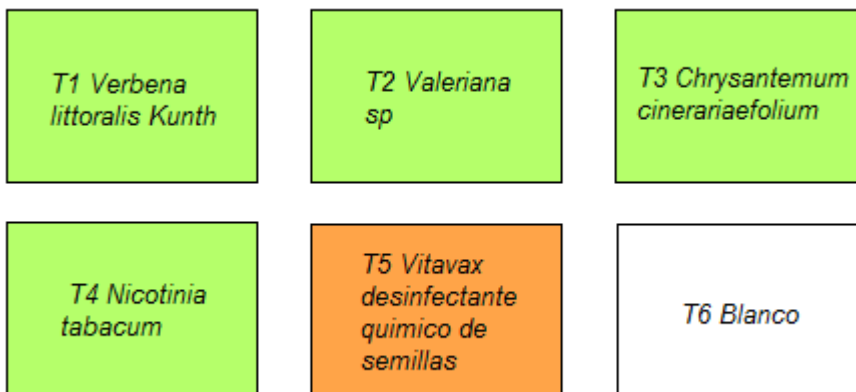 T1 Verbena
littoralis Kunth
T2 Valeriana
sp
T3 Chrysantemum
cinerariaefolium
T4 Nicotinia
tabacum
T5 Vitavax
desinfectante
quimico de
semillas
T6 Blanco